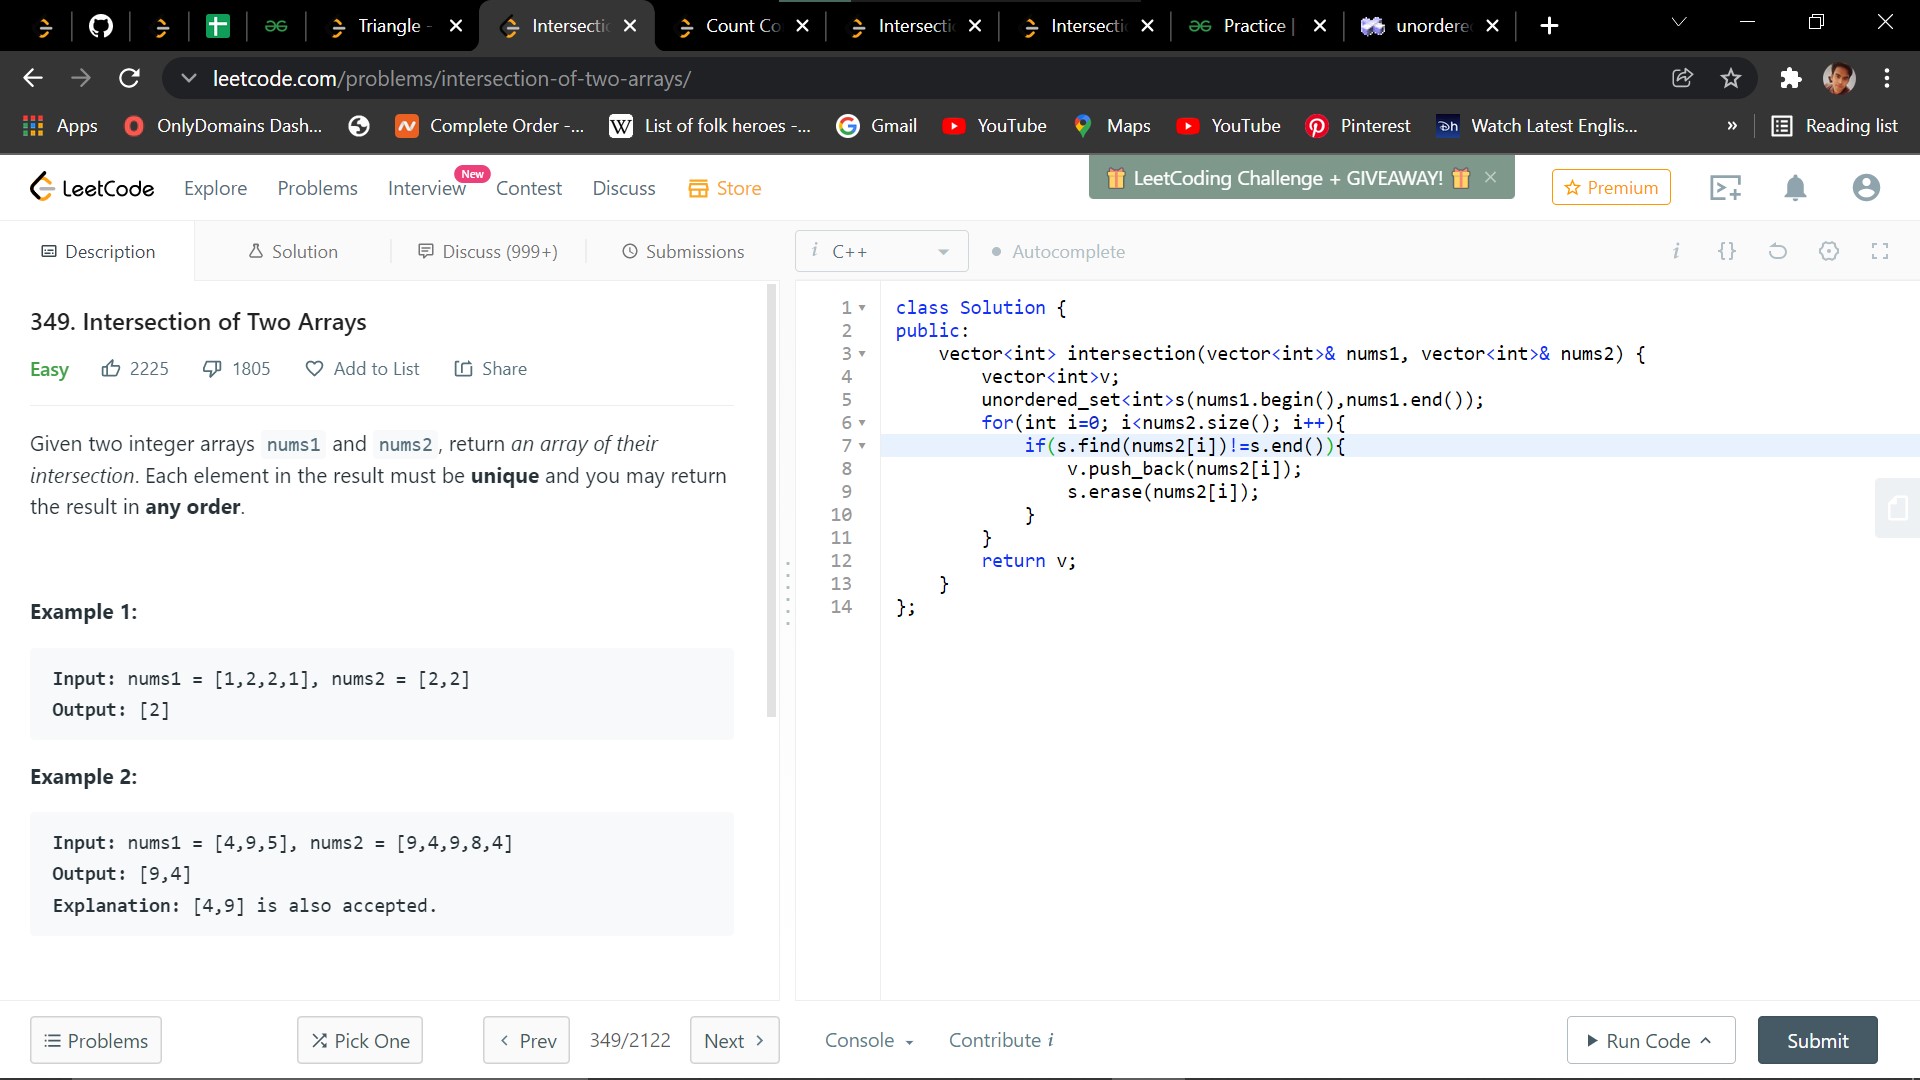 Triangle -
Intersectio
Count Co
Intersectio
Intersectio
Practice |
unordere
leetcode.com/problems/intersection-of-two-arrays/
Apps
OnlyDomains Dash...
Complete Order -...
W List of folk heroes -...
Gmail
YouTube
Maps
YouTube
Pinterest
Dh Watch Latest Englis...
»
Reading list
LeetCode
Explore
Problems
Interview
New
Contest
Discuss
Store
LeetCoding Challenge + GIVEAWAY!
Premium
Description
Solution
Discuss (999+)
Submissions
i C++
Autocomplete
i {}
349. Intersection of Two Arrays
Easy 2225 1805 Add to List Share
Given two integer arrays nums1 and nums2, return an array of their
intersection. Each element in the result must be unique and you may return
the result in any order.
Example 1:
Input: nums1 = [1,2,2,1], nums2 = [2,2]
Output: [2]
Example 2:
Input: nums1 = [4,9,5], nums2 = [9,4,9,8,4]
Output: [9,4]
Explanation: [4,9] is also accepted.
1 class Solution {
2 public:
3 vector<int> intersection(vector<int>& nums1, vector<int>& nums2) {
4 vector<int>v;
5 unordered_set<int>s(nums1.begin(),nums1.end());
6 for(int i=0; i<nums2.size(); i++){
7 if(s.find(nums2[i])!=s.end()){
8 v.push_back(nums2[i]);
9 s.erase(nums2[i]);
10 }
11 }
12 return v;
13 }
14 };
Problems
Pick One
< Prev
349/2122
Next >
Console
Contribute i
Run Code
Submit